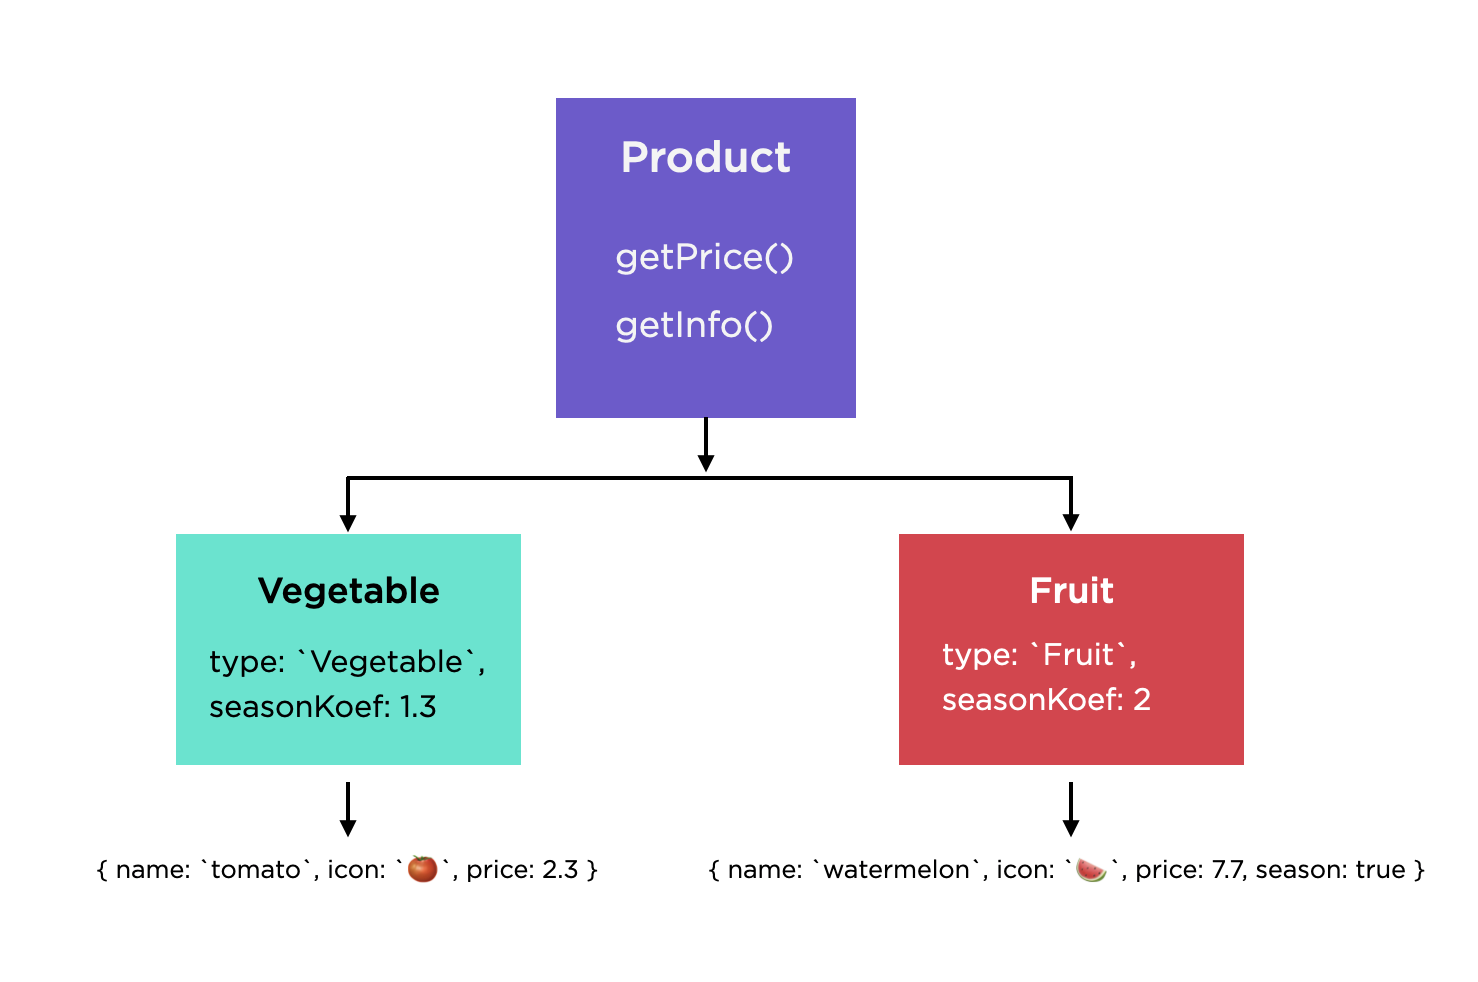 Product
getPrice()
getInfo()
Vegetable
type: `Vegetable`,
seasonKoef: 1.3
Fruit
type: `Fruit`,
seasonKoef: 2
{ name: `tomato`, icon: `🍅`, price: 2.3 }
{ name: `watermelon`, icon: `🍉`, price: 7.7, season: true }